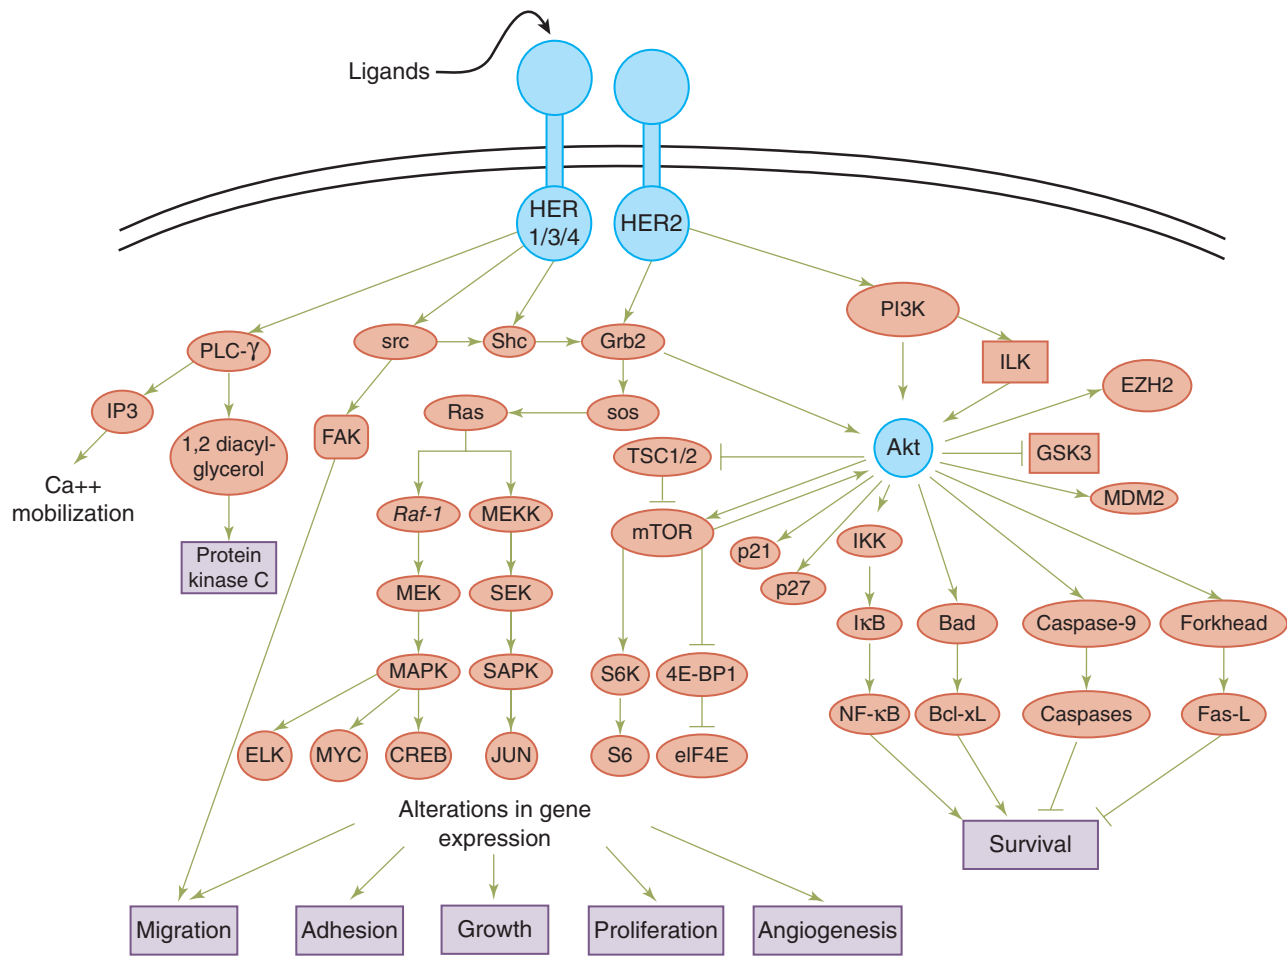 Ligands
HER
1/3/4
HER2
PI3K
PLC-γ
src
Shc
Grb2
ILK
EZH2
IP3
Ras
sos
FAK
1,2 diacyl-
glycerol
TSC1/2
Akt
GSK3
Ca++
mobilization
MDM2
Raf-1
MEKK
mTOR
p21
IKK
Protein
kinase C
p27
MEK
SEK
IκB
Bad
Caspase-9
Forkhead
MAPK
SAPK
S6K
4E-BP1
NF-κB
Bcl-xL
Caspases
Fas-L
ELK
MYC
CREB
JUN
S6
eIF4E
Alterations in gene
expression
Survival
Migration
Adhesion
Growth
Proliferation
Angiogenesis